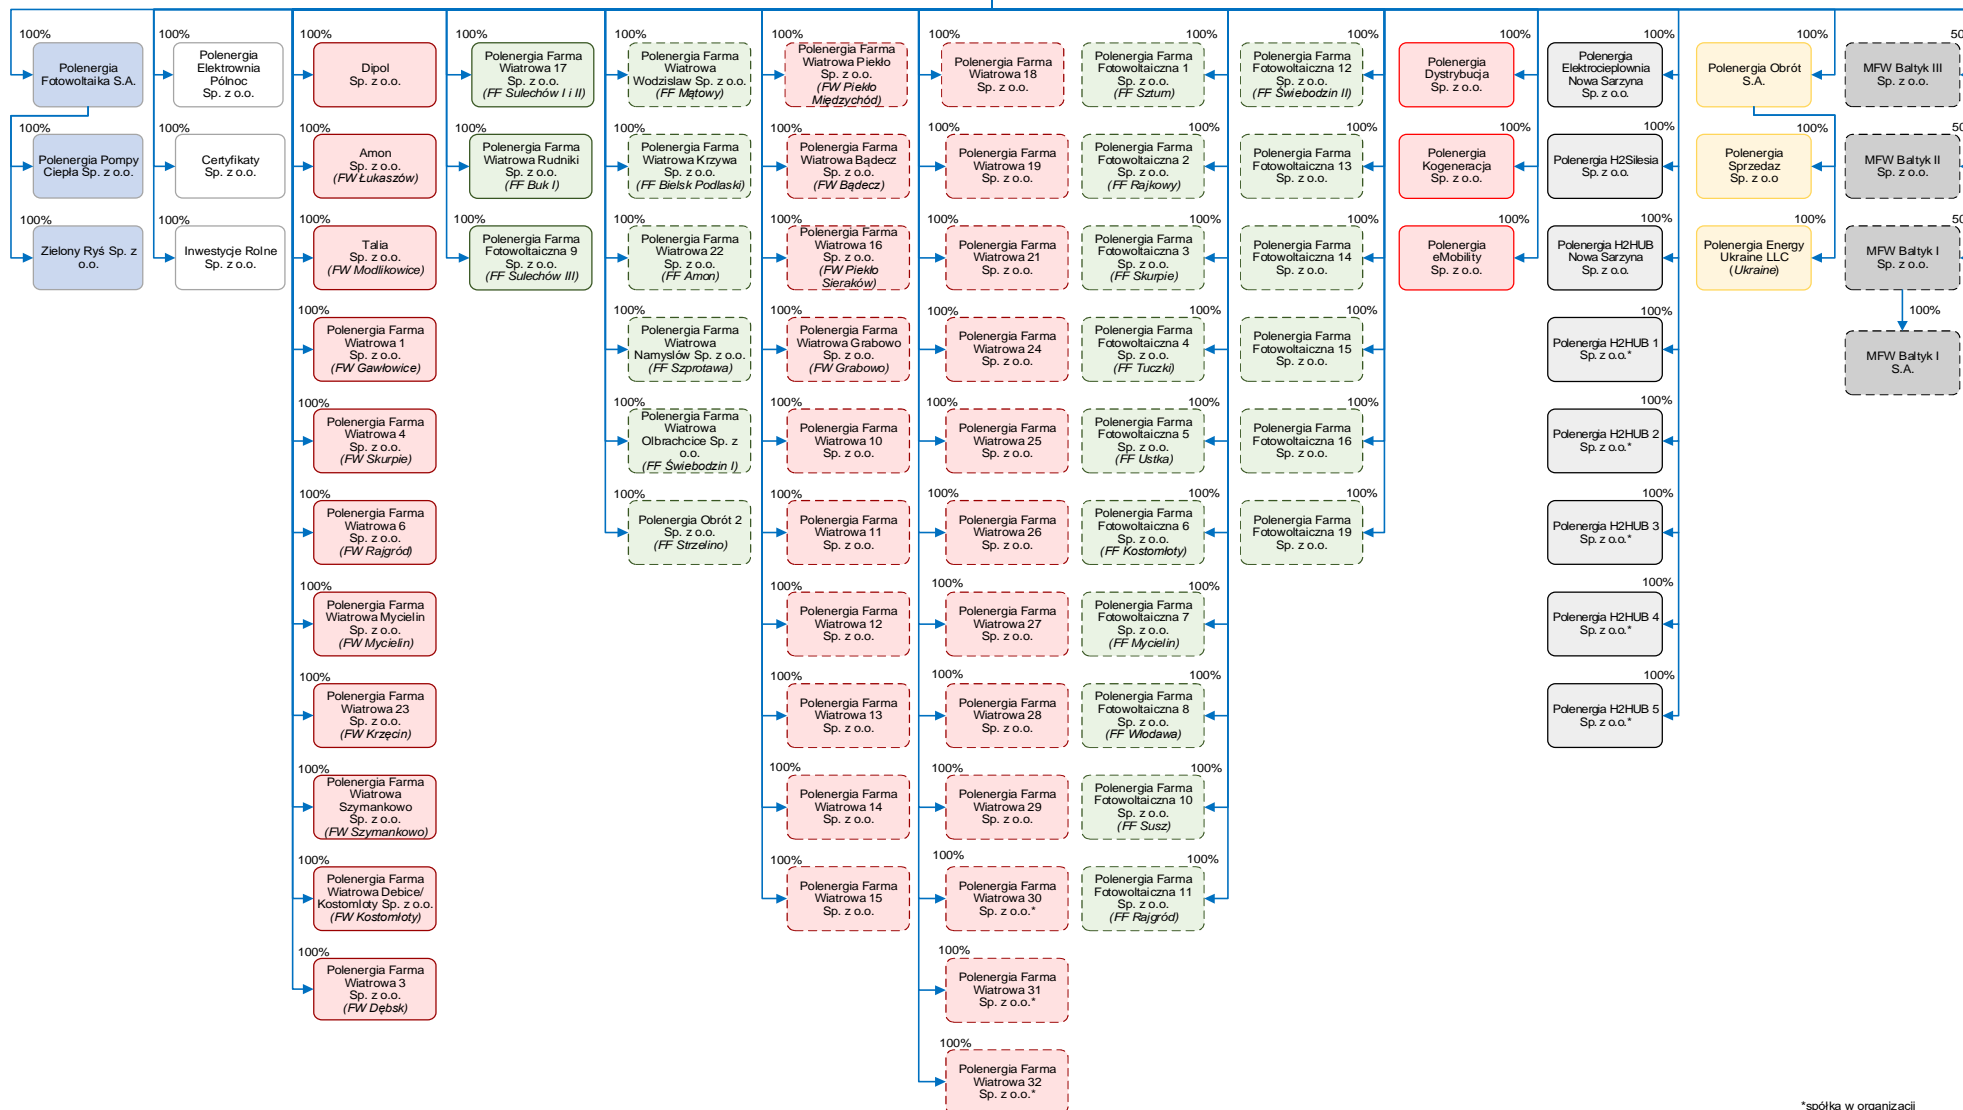 100%
Polenergia
Fotowoltaika S.A.
100%
Polenergia Pompy
Ciepła Sp. z o.o.
100%
Zielony Ryś Sp. z
o.o.
100%
Polenergia
Elektrownia
Północ
Sp. z o.o.
100%
Certyfikaty
Sp. z o.o.
100%
Inwestycje Rolne
Sp. z o.o.
100%
Dipol
Sp. z o.o.
100%
Amon
Sp. z o.o.
(FW Łukaszów)
100%
Talia
Sp. z o.o.
(FW Modlikowice)
100%
Polenergia Farma
Wiatrowa 1
Sp. z o.o.
(FW Gawłowice)
100%
Polenergia Farma
Wiatrowa 4
Sp. z o.o.
(FW Skurpie)
100%
Polenergia Farma
Wiatrowa 6
Sp. z o.o.
(FW Rajgród)
100%
Polenergia Farma
Wiatrowa Mycielin
Sp. z o.o.
(FW Mycielin)
100%
Polenergia Farma
Wiatrowa 23
Sp. z o.o.
(FW Krzęcin)
100%
Polenergia Farma
Wiatrowa
Szymankowo
Sp. z o.o.
(FW Szymankowo)
100%
Polenergia Farma
Wiatrowa Debice/
Kostomloty Sp. z o.o.
(FW Kostomłoty)
100%
Polenergia Farma
Wiatrowa 3
Sp. z o.o.
(FW Dębsk)
100%
Polenergia Farma
Wiatrowa 17
Sp. z o.o.
(FF Sulechów I i II)
100%
Polenergia Farma
Wiatrowa Rudniki
Sp. z o.o.
(FF Buk I)
100%
Polenergia Farma
Fotowoltaiczna 9
Sp. z o.o.
(FF Sulechów III)
100%
Polenergia Farma
Wiatrowa
Wodzislaw Sp. z o.o.
(FF Mątowy)
100%
Polenergia Farma
Wiatrowa Krzywa
Sp. z o.o.
(FF Bielsk Podlaski)
100%
Polenergia Farma
Wiatrowa 22
Sp. z o.o.
(FF Amon)
100%
Polenergia Farma
Wiatrowa
Namysłów Sp. z o.o.
(FF Szprotawa)
100%
Polenergia Farma
Wiatrowa
Olbrachcice Sp. z
o.o.
(FF Świebodzin I)
100%
Polenergia Obrót 2
Sp. z o.o.
(FF Strzelino)
100%
Polenergia Farma
Wiatrowa Piekło
Sp. z o.o.
(FW Piekło
Międzychód)
100%
Polenergia Farma
Wiatrowa Bądecz
Sp. z o.o.
(FW Bądecz)
100%
Polenergia Farma
Wiatrowa 16
Sp. z o.o.
(FW Piekło
Sieraków)
100%
Polenergia Farma
Wiatrowa Grabowo
Sp. z o.o.
(FW Grabowo)
100%
Polenergia Farma
Wiatrowa 10
Sp. z o.o.
100%
Polenergia Farma
Wiatrowa 11
Sp. z o.o.
100%
Polenergia Farma
Wiatrowa 12
Sp. z o.o.
100%
Polenergia Farma
Wiatrowa 13
Sp. z o.o.
100%
Polenergia Farma
Wiatrowa 14
Sp. z o.o.
100%
Polenergia Farma
Wiatrowa 15
Sp. z o.o.
100%
Polenergia Farma
Wiatrowa 18
Sp. z o.o.
100%
Polenergia Farma
Wiatrowa 19
Sp. z o.o.
100%
Polenergia Farma
Wiatrowa 21
Sp. z o.o.
100%
Polenergia Farma
Wiatrowa 24
Sp. z o.o.
100%
Polenergia Farma
Wiatrowa 25
Sp. z o.o.
100%
Polenergia Farma
Wiatrowa 26
Sp. z o.o.
100%
Polenergia Farma
Wiatrowa 27
Sp. z o.o.
100%
Polenergia Farma
Wiatrowa 28
Sp. z o.o.
100%
Polenergia Farma
Wiatrowa 29
Sp. z o.o.
100%
Polenergia Farma
Wiatrowa 30
Sp. z o.o.*
100%
Polenergia Farma
Wiatrowa 31
Sp. z o.o.*
100%
Polenergia Farma
Wiatrowa 32
Sp. z o.o.*
100%
Polenergia Farma
Fotowoltaiczna 1
Sp. z o.o.
(FF Sztum)
100%
Polenergia Farma
Fotowoltaiczna 2
Sp. z o.o.
(FF Rajkowy)
100%
Polenergia Farma
Fotowoltaiczna 3
Sp. z o.o.
(FF Skurpie)
100%
Polenergia Farma
Fotowoltaiczna 4
Sp. z o.o.
(FF Tuczki)
100%
Polenergia Farma
Fotowoltaiczna 5
Sp. z o.o.
(FF Ustka)
100%
Polenergia Farma
Fotowoltaiczna 6
Sp. z o.o.
(FF Kostomłoty)
100%
Polenergia Farma
Fotowoltaiczna 7
Sp. z o.o.
(FF Mycielin)
100%
Polenergia Farma
Fotowoltaiczna 8
Sp. z o.o.
(FF Włodawa)
100%
Polenergia Farma
Fotowoltaiczna 10
Sp. z o.o.
(FF Susz)
100%
Polenergia Farma
Fotowoltaiczna 11
Sp. z o.o.
(FF Rajgród)
100%
Polenergia Farma
Fotowoltaiczna 12
Sp. z o.o.
(FF Świebodzin II)
100%
Polenergia Farma
Fotowoltaiczna 13
Sp. z o.o.
100%
Polenergia Farma
Fotowoltaiczna 14
Sp. z o.o.
100%
Polenergia Farma
Fotowoltaiczna 15
Sp. z o.o.
100%
Polenergia Farma
Fotowoltaiczna 16
Sp. z o.o.
100%
Polenergia Farma
Fotowoltaiczna 19
Sp. z o.o.
100%
Polenergia
Dystrybucja
Sp. z o.o.
100%
Polenergia
Kogeneracja
Sp. z o.o.
100%
Polenergia
eMobility
Sp. z o.o.
100%
Polenergia
Elektrociepłownia
Nowa Sarzyna
Sp. z o.o.
100%
Polenergia H2Silesia
Sp. z o.o.
100%
Polenergia H2HUB
Nowa Sarzyna
Sp. z o.o.
100%
Polenergia H2HUB 1
Sp. z o.o.*
100%
Polenergia H2HUB 2
Sp. z o.o.*
100%
Polenergia H2HUB 3
Sp. z o.o.*
100%
Polenergia H2HUB 4
Sp. z o.o.*
100%
Polenergia H2HUB 5
Sp. z o.o.*
100%
Polenergia Obrót
S.A.
100%
Polenergia
Sprzedaz
Sp. z o.o
100%
Polenergia Energy
Ukraine LLC
(Ukraine)
50
MFW Baltyk III
Sp. z o.o.
50
MFW Baltyk II
Sp. z o.o.
50
MFW Baltyk I
Sp. z o.o.
100%
MFW Baltyk I
S.A.
*spółka w organizacji